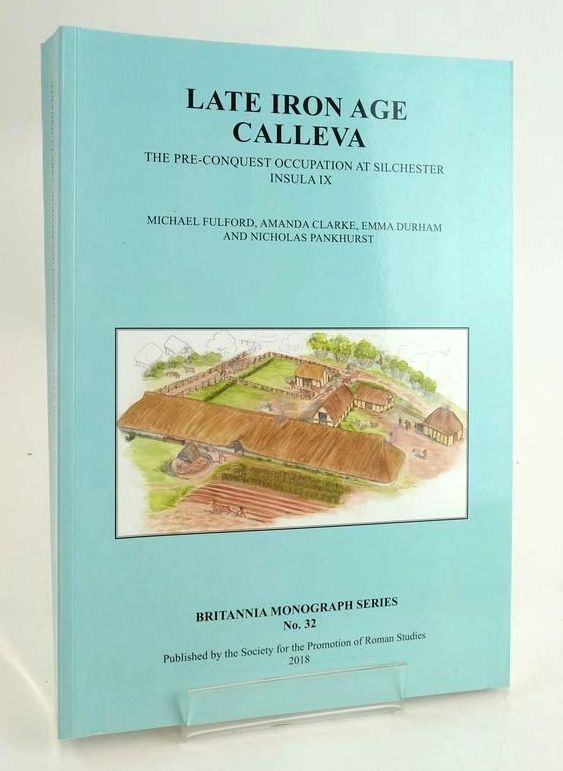 LATE IRON AGE
CALLEVA
THE PRE-CONQUEST OCCUPATION AT SILCHESTER
INSULA IX
MICHAEL FULFORD, AMANDA CLARKE, EMMA DURHAM
AND NICHOLAS PANKHURST
BRITANNIA MONOGRAPH SERIES
No. 32
Published by the Society for the Promotion of Roman Studies
2018